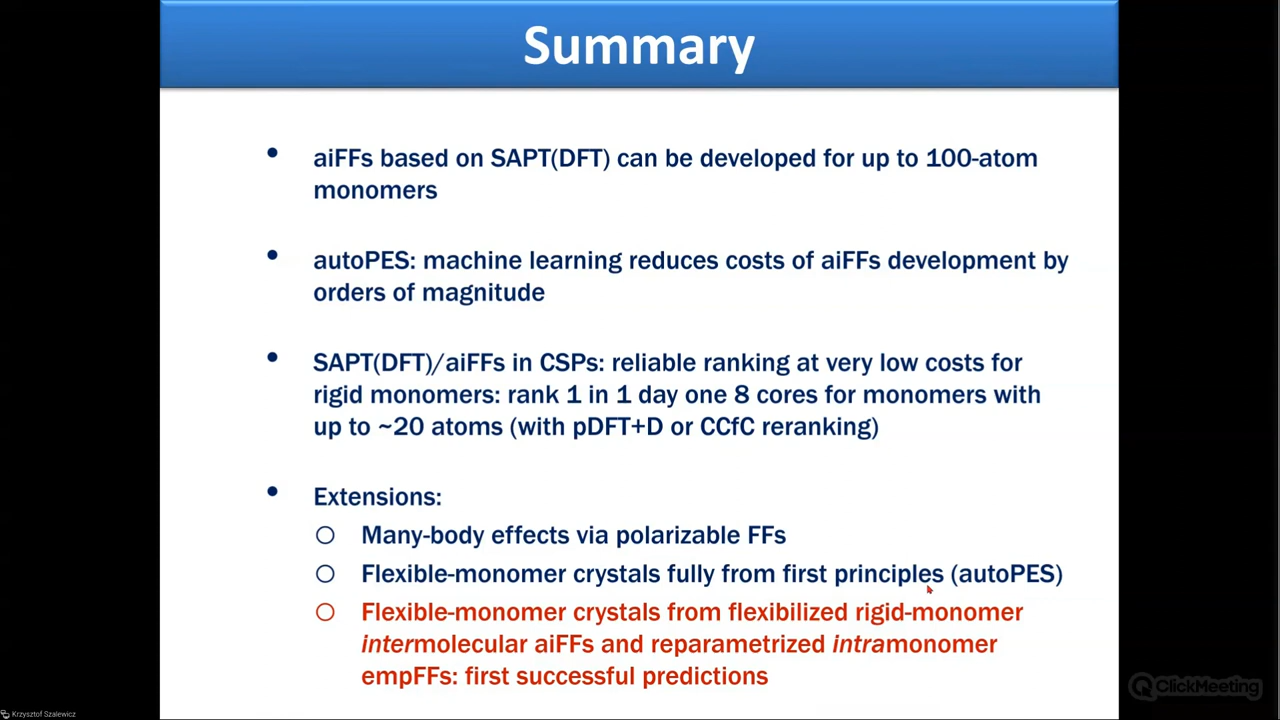 Summary
• aiFFs based on SAPT(DFT) can be developed for up to 100-atom
monomers
• autoPES: machine learning reduces costs of aiFFs development by
orders of magnitude
• SAPT(DFT)/aiFFs in CSPs: reliable ranking at very low costs for
rigid monomers: rank 1 in 1 day one 8 cores for monomers with
up to ~20 atoms (with pDFT+D or CCfC reranking)
• Extensions:
○ Many-body effects via polarizable FFs
○ Flexible-monomer crystals fully from first principles (autoPES)
○ Flexible-monomer crystals from flexibilized rigid-monomer
intermolecular aiFFs and reparametrized intramonomer
empFFs: first successful predictions
ClickMeeting
Krzysztof Szalewicz